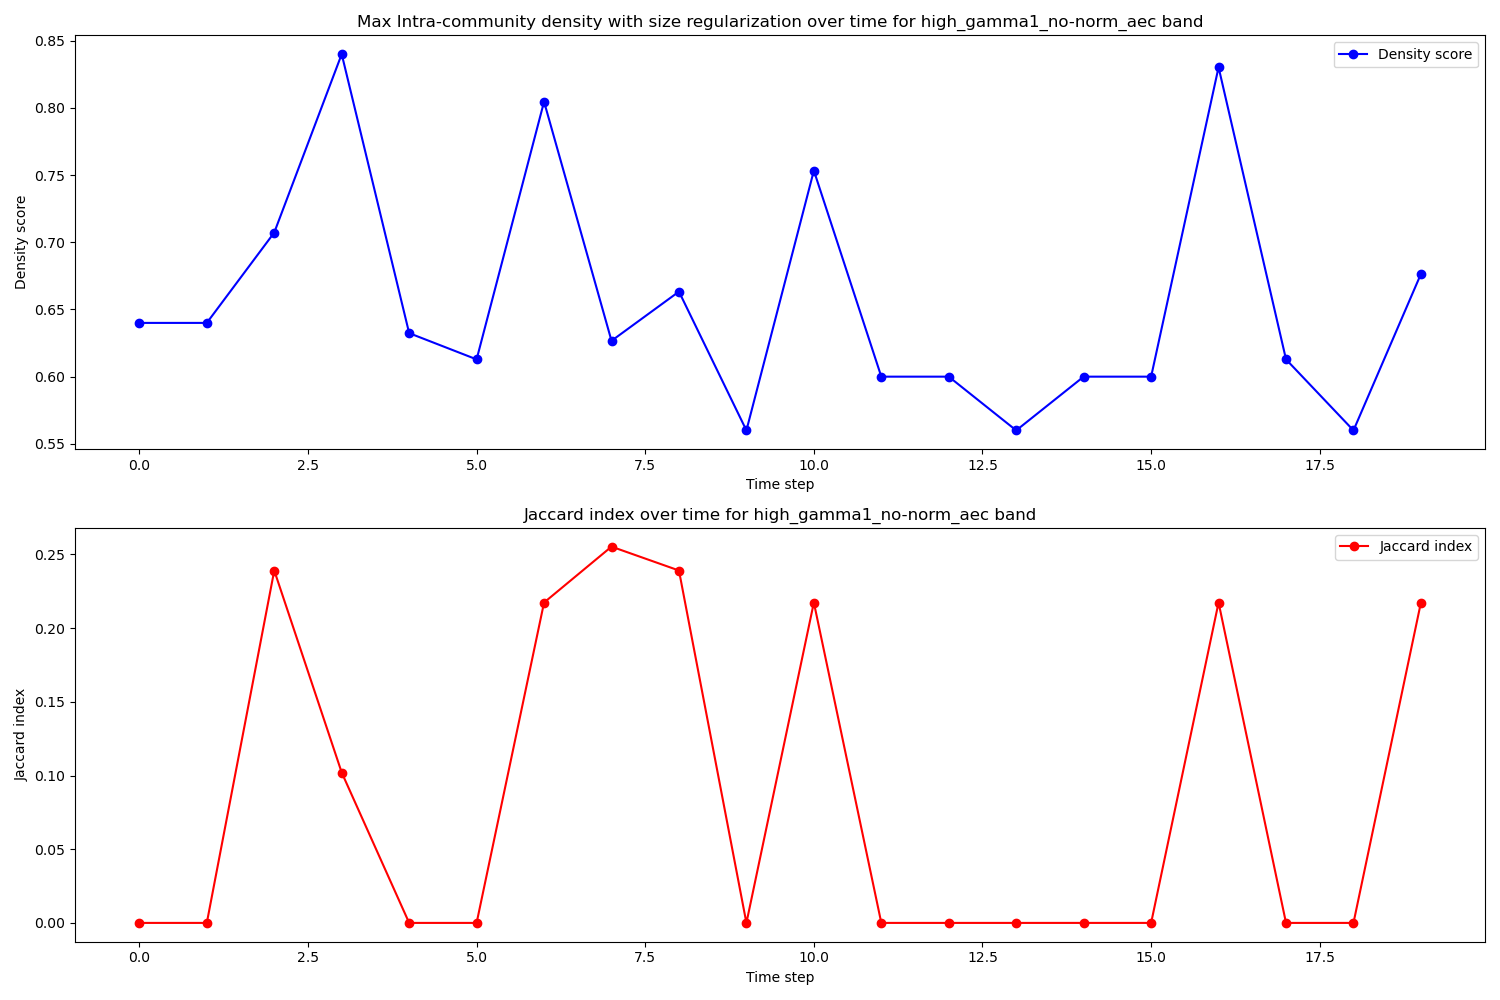 Max Intra-community density with size regularization over time for high_gamma1_no-norm_aec band
Density score
0.85
0.80
0.75
0.70
0.65
0.60
0.55
Density score
0.0 2.5 5.0 7.5 10.0 12.5 15.0 17.5
Time step
Jaccard index over time for high_gamma1_no-norm_aec band
Jaccard index
0.25
0.20
0.15
0.10
0.05
0.00
Jaccard index
0.0 2.5 5.0 7.5 10.0 12.5 15.0 17.5
Time step